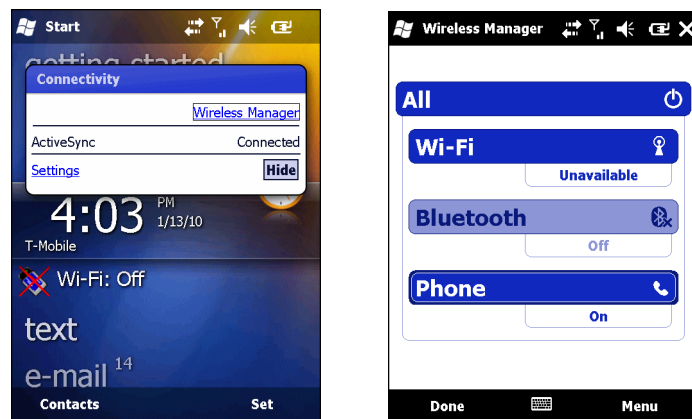 Start
getting started
Connectivity
Wireless Manager
ActiveSync Connected
Settings Hide
4:03 PM
1/13/10
T-Mobile
Wi-Fi: Off
text
e-mail 14
Contacts Set
Wireless Manager
All
Wi-Fi
Unavailable
Bluetooth
Off
Phone
On
Done Menu